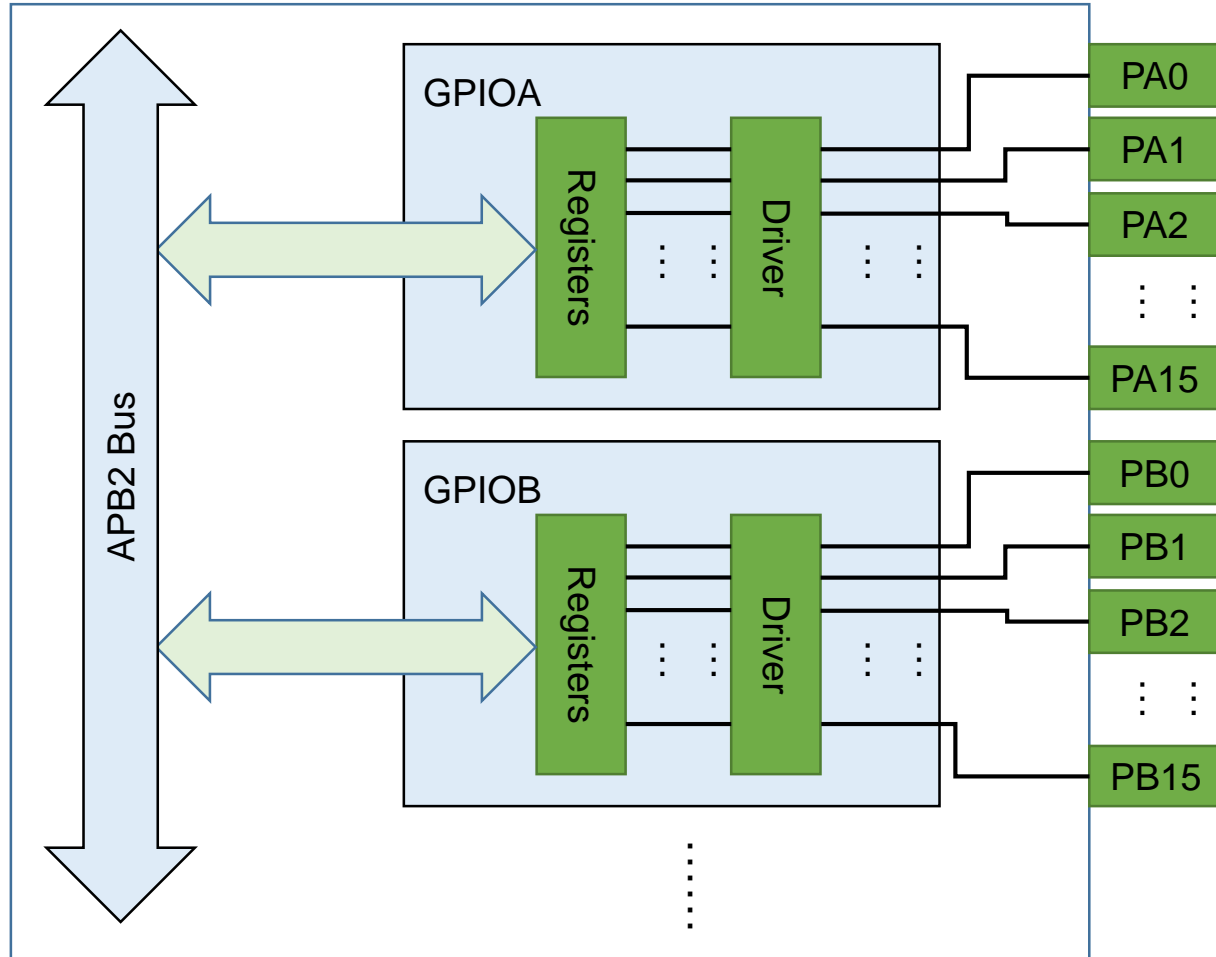 GPIOA
Registers
Driver
PA0
PA1
PA2
PA15
APB2 Bus
GPIOB
Registers
Driver
PB0
PB1
PB2
PB15